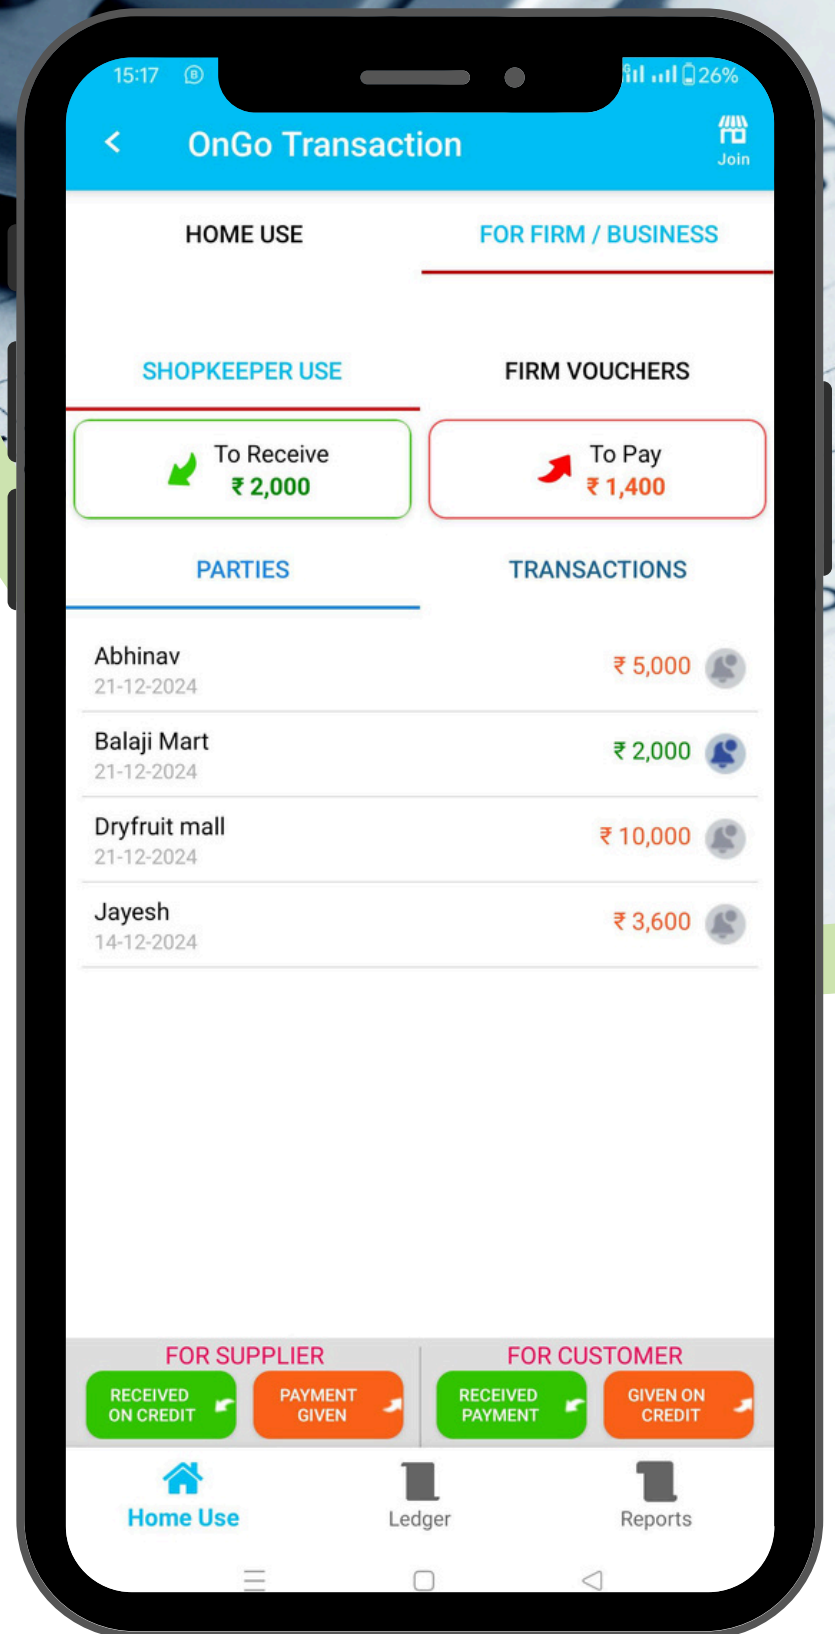 15:17
26%
OnGo Transaction
Join
HOME USE
FOR FIRM / BUSINESS
SHOPKEEPER USE
FIRM VOUCHERS
To Receive
₹ 2,000
To Pay
₹ 1,400
PARTIES
TRANSACTIONS
Abhinav
₹ 5,000
21-12-2024
Balaji Mart
₹ 2,000
21-12-2024
Dryfruit mall
₹ 10,000
21-12-2024
Jayesh
₹ 3,600
14-12-2024
FOR SUPPLIER
FOR CUSTOMER
RECEIVED
ON CREDIT
PAYMENT
GIVEN
RECEIVED
PAYMENT
GIVEN ON
CREDIT
Home Use
Ledger
Reports